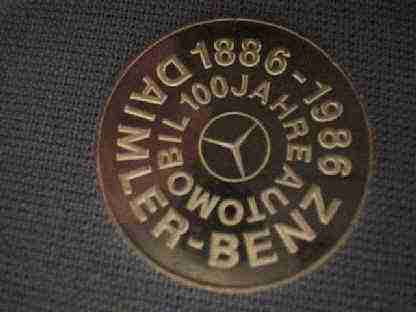 1886-1986
DAIMLER-BENZ
100 JAHRE AUTOMOBIL